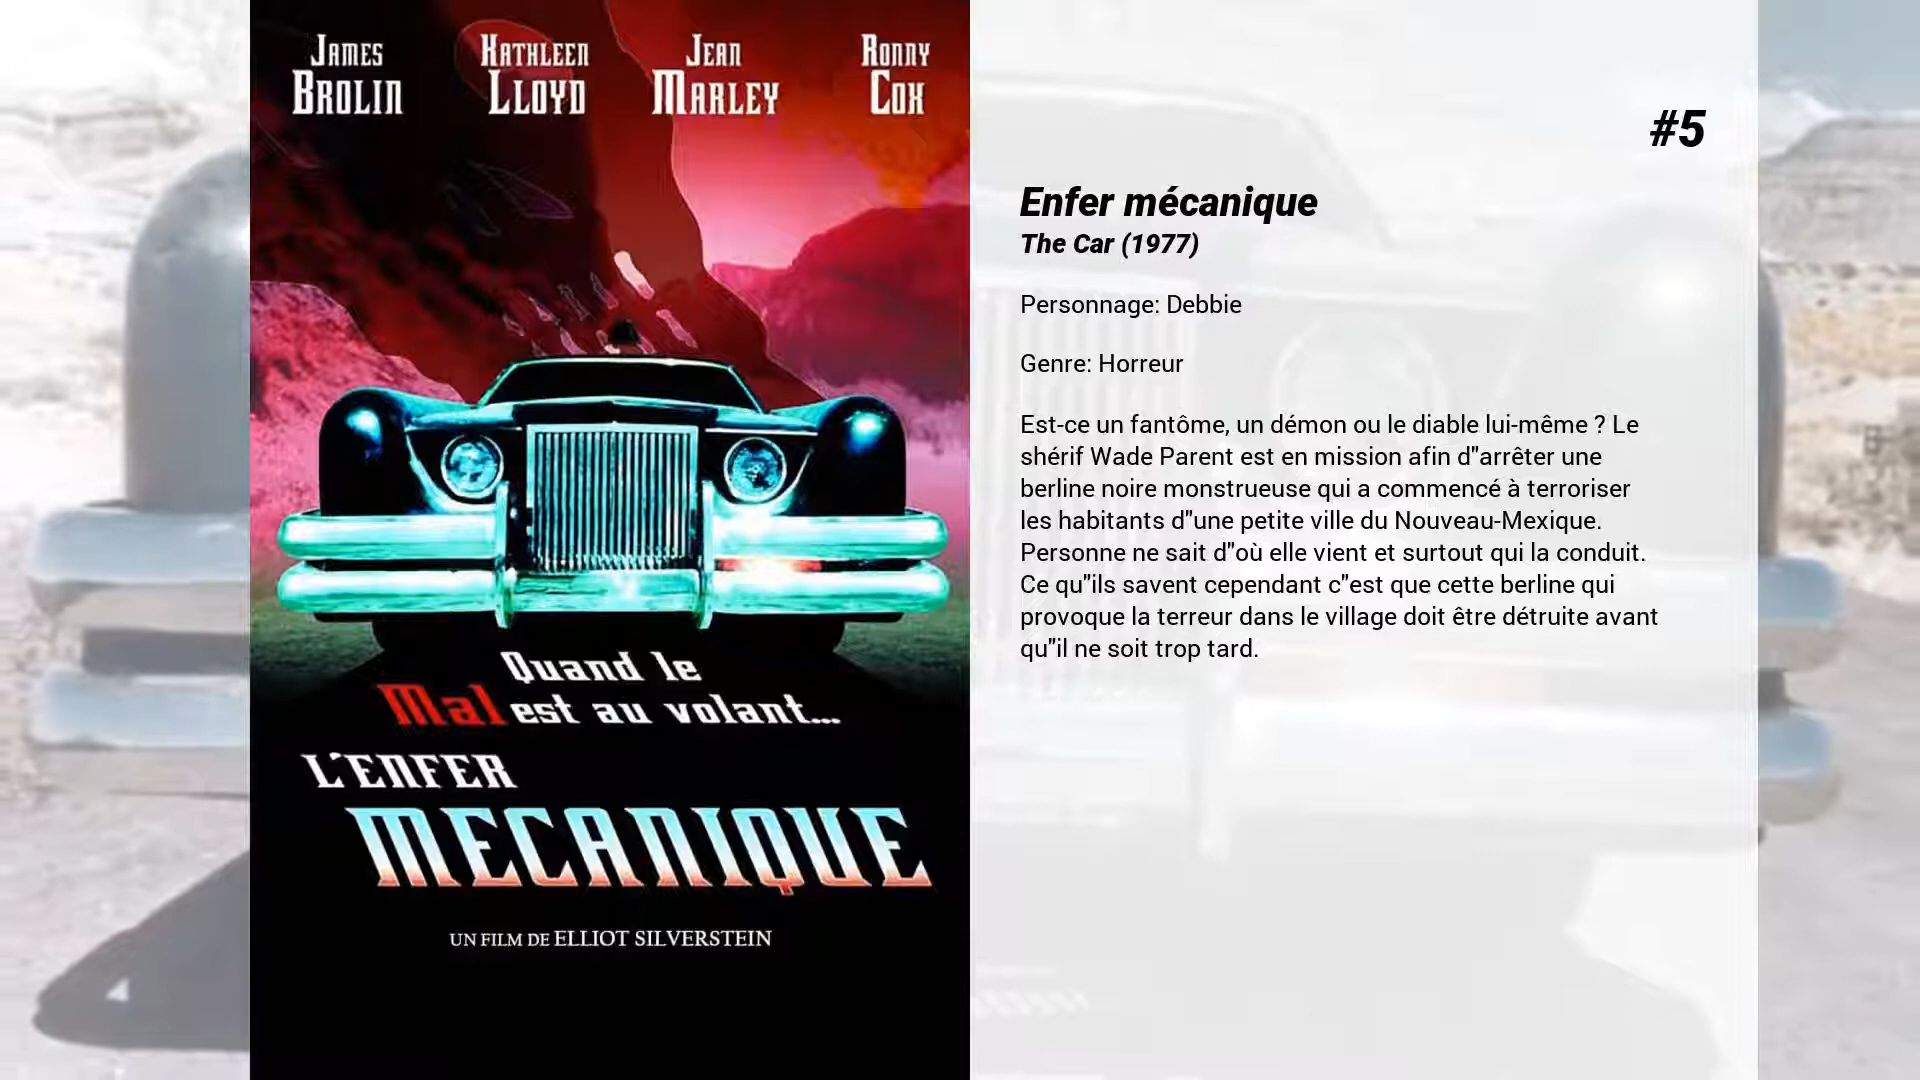 JAMES BROLIN
KATHLEEN LLOYD
JEAN MARLEY
RONNY COX
Quand le
Mal est au volant...
L'ENFER
MECANIQUE
UN FILM DE ELLIOT SILVERSTEIN
#5
Enfer mécanique
The Car (1977)
Personnage: Debbie
Genre: Horreur
Est-ce un fantôme, un démon ou le diable lui-même ? Le
shérif Wade Parent est en mission afin d"arrêter une
berline noire monstrueuse qui a commencé à terroriser
les habitants d"une petite ville du Nouveau-Mexique.
Personne ne sait d"où elle vient et surtout qui la conduit.
Ce qu"ils savent cependant c"est que cette berline qui
provoque la terreur dans le village doit être détruite avant
qu"il ne soit trop tard.